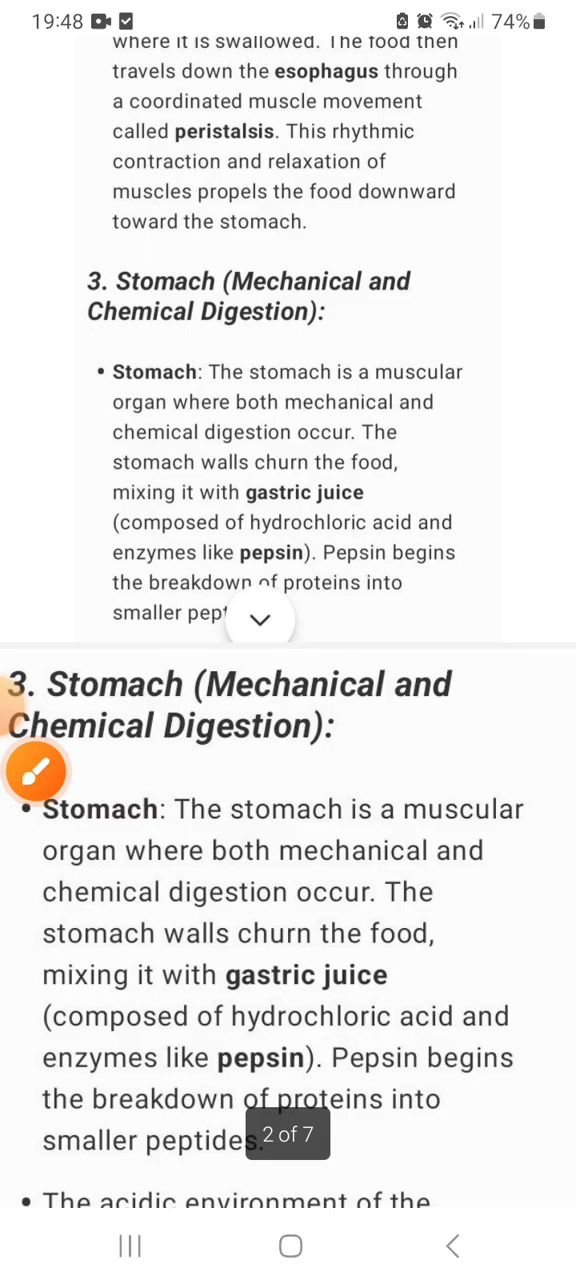 19:48 74%
where it is swallowed. The food then
travels down the esophagus through
a coordinated muscle movement
called peristalsis. This rhythmic
contraction and relaxation of
muscles propels the food downward
toward the stomach.
3. Stomach (Mechanical and
Chemical Digestion):
• Stomach: The stomach is a muscular
organ where both mechanical and
chemical digestion occur. The
stomach walls churn the food,
mixing it with gastric juice
(composed of hydrochloric acid and
enzymes like pepsin). Pepsin begins
the breakdown of proteins into
smaller
3. Stomach (Mechanical and
Chemical Digestion):
• Stomach: The stomach is a muscular
organ where both mechanical and
chemical digestion occur. The
stomach walls churn the food,
mixing it with gastric juice
(composed of hydrochloric acid and
enzymes like pepsin). Pepsin begins
the breakdown of proteins into
smaller peptides.
2 of 7
• The acidic environment of the